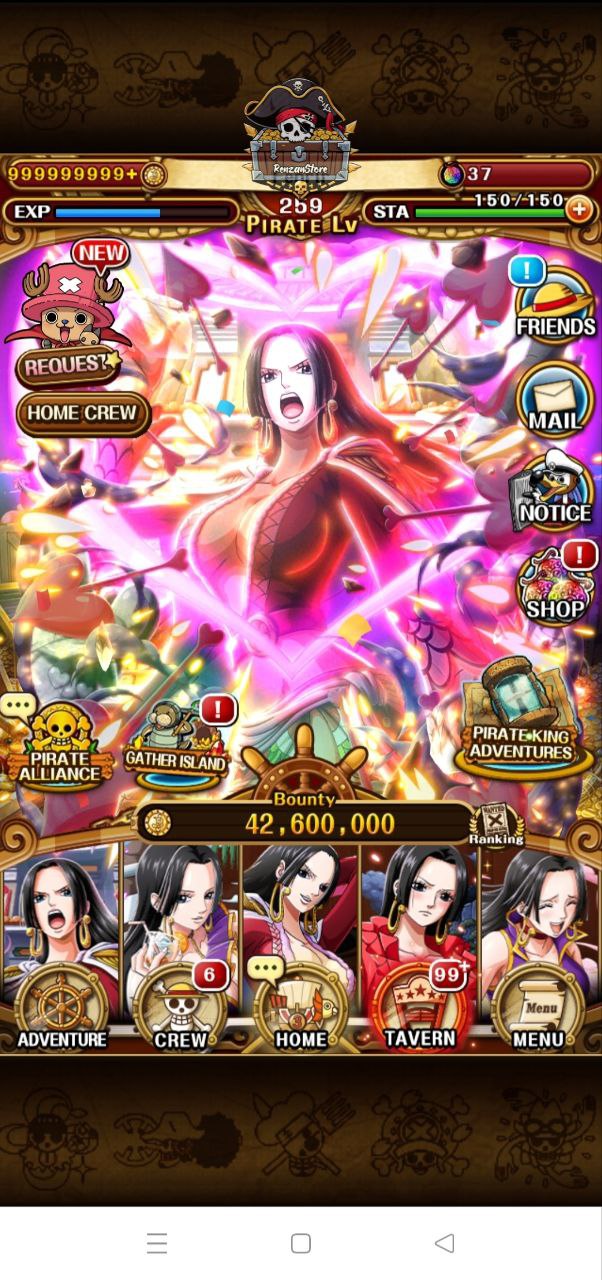 RenzanStore
999999999+
37
EXP
259
PIRATE Lv
STA
150/150
+
NEW
REQUEST
HOME CREW
!
FRIENDS
MAIL
NOTICE
!
SHOP
PIRATE
ALLIANCE
!
GATHER ISLAND
PIRATE KING
ADVENTURES
Bounty
42,600,000
WANTED
Ranking
ADVENTURE
6
CREW
HOME
99+
TAVERN
Menu
MENU